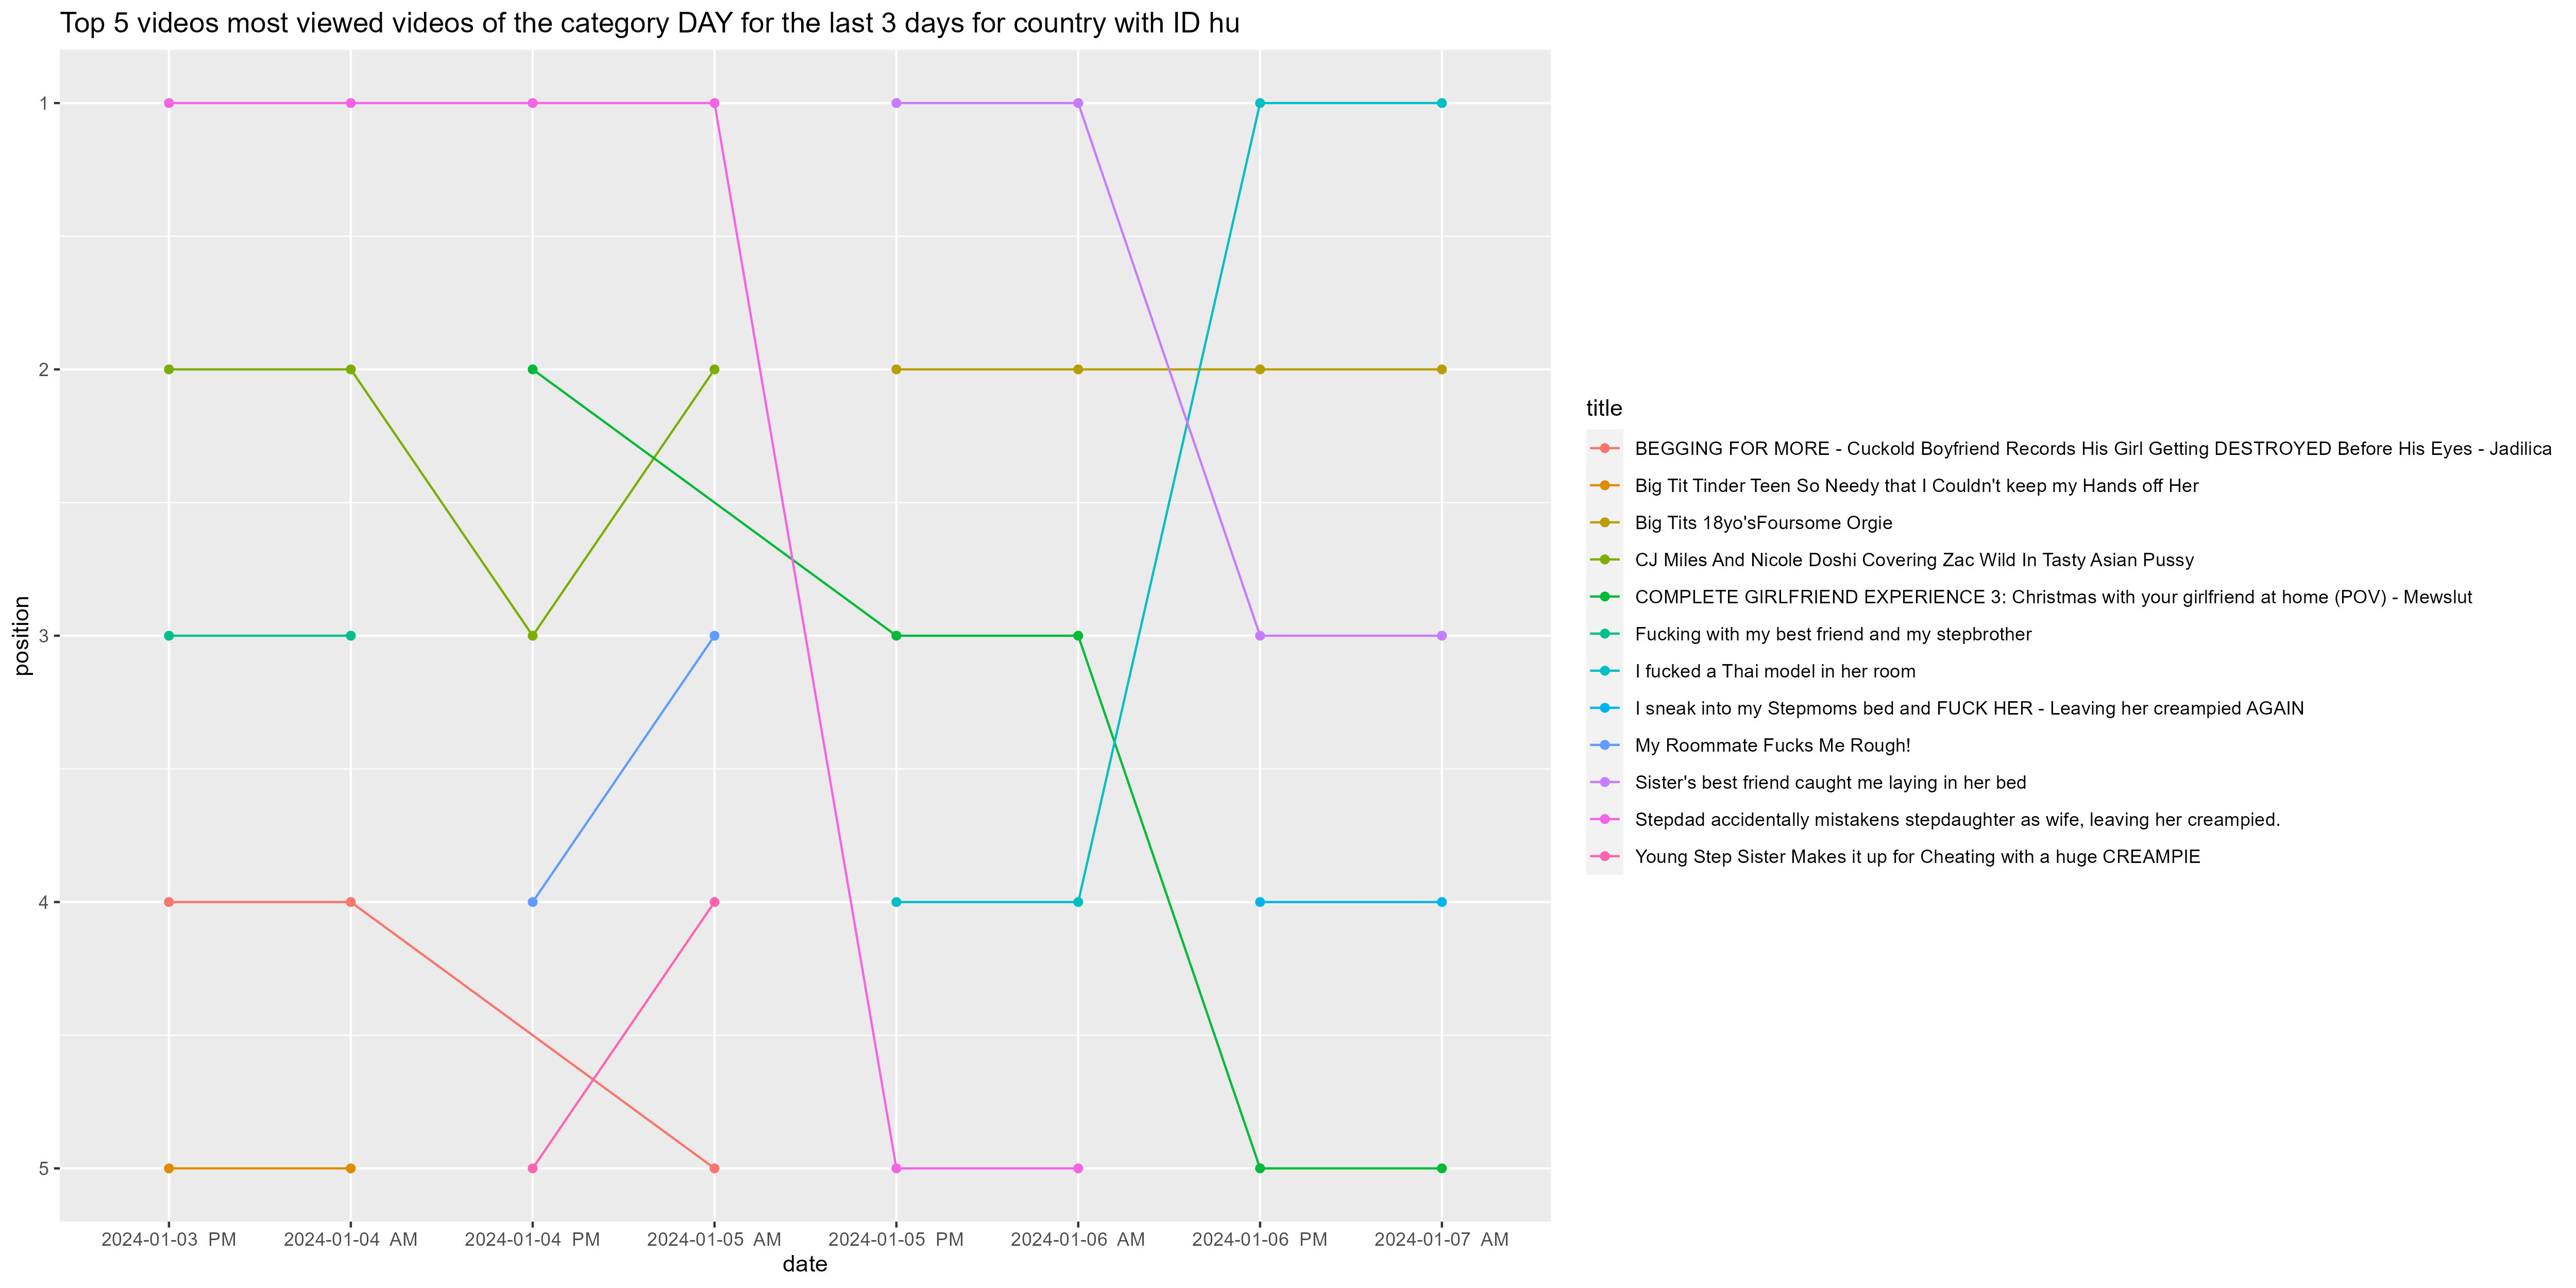 Top 5 videos most viewed videos of the category DAY for the last 3 days for country with ID hu
position
1
2
3
4
5
2024-01-03 PM
2024-01-04 AM
2024-01-04 PM
2024-01-05 AM
2024-01-05 PM
2024-01-06 AM
2024-01-06 PM
2024-01-07 AM
date
title
BEGGING FOR MORE - Cuckold Boyfriend Records His Girl Getting DESTROYED Before His Eyes - Jadilica
Big Tit Tinder Teen So Needy that I Couldn't keep my Hands off Her
Big Tits 18yo'sFoursome Orgie
CJ Miles And Nicole Doshi Covering Zac Wild In Tasty Asian Pussy
COMPLETE GIRLFRIEND EXPERIENCE 3: Christmas with your girlfriend at home (POV) - Mewslut
Fucking with my best friend and my stepbrother
I fucked a Thai model in her room
I sneak into my Stepmoms bed and FUCK HER - Leaving her creampied AGAIN
My Roommate Fucks Me Rough!
Sister's best friend caught me laying in her bed
Stepdad accidentally mistakens stepdaughter as wife, leaving her creampied.
Young Step Sister Makes it up for Cheating with a huge CREAMPIE